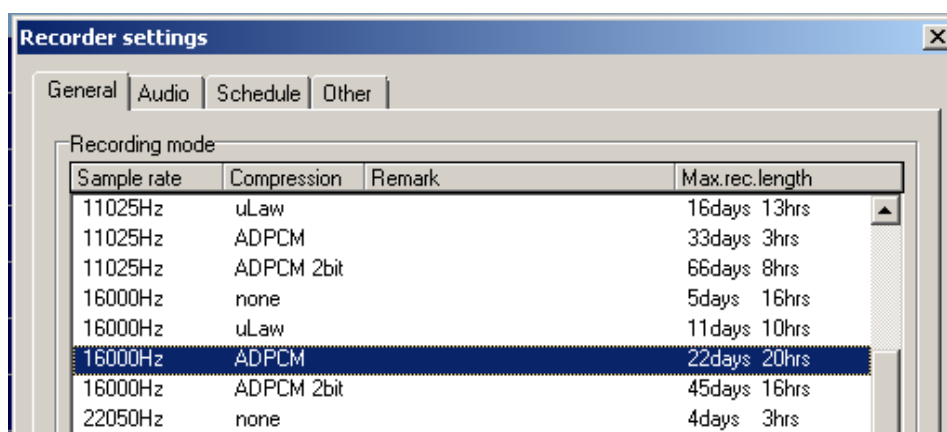 Recorder settings
General Audio Schedule Other
Recording mode
Sample rate Compression Remark Max.rec.length
11025Hz uLaw 16days 13hrs
11025Hz ADPCM 33days 3hrs
11025Hz ADPCM 2bit 66days 8hrs
16000Hz none 5days 16hrs
16000Hz uLaw 11days 10hrs
16000Hz ADPCM 22days 20hrs
16000Hz ADPCM 2bit 45days 16hrs
22050Hz none 4days 3hrs